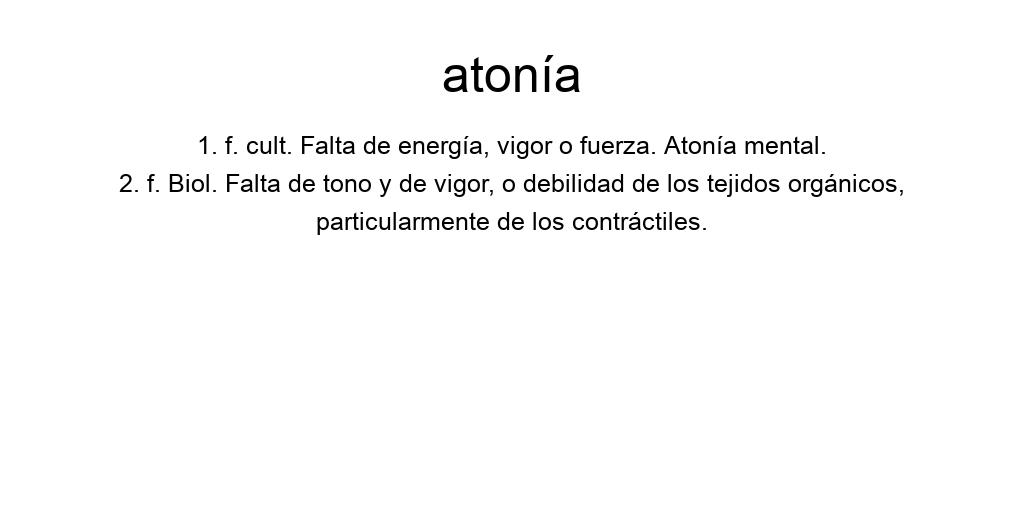 atonía
1. f. cult. Falta de energía, vigor o fuerza. Atonía mental.
2. f. Biol. Falta de tono y de vigor, o debilidad de los tejidos orgánicos,
particularmente de los contráctiles.